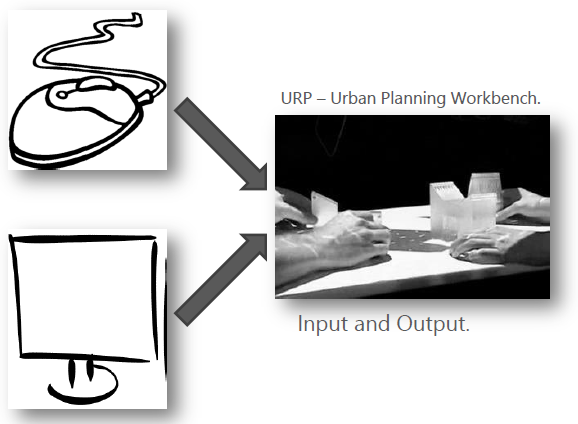 URP – Urban Planning Workbench.
Input and Output.